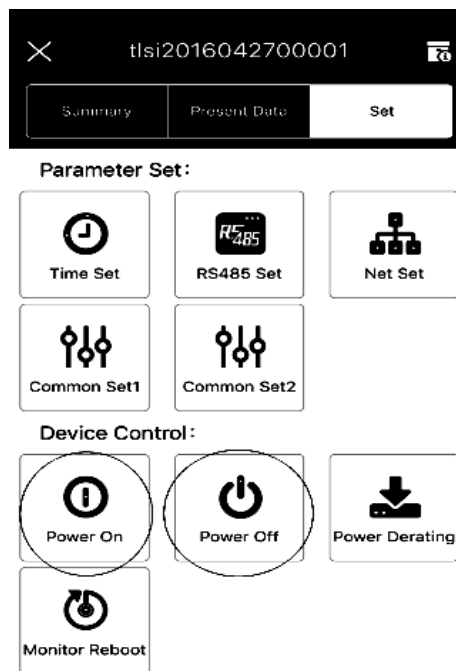 tlsi2016042700001
Summary Present Data Set
Parameter Set:
RS485
Time Set RS485 Set Net Set
Common Set1 Common Set2
Device Control:
Power On Power Off Power Derating
Monitor Reboot